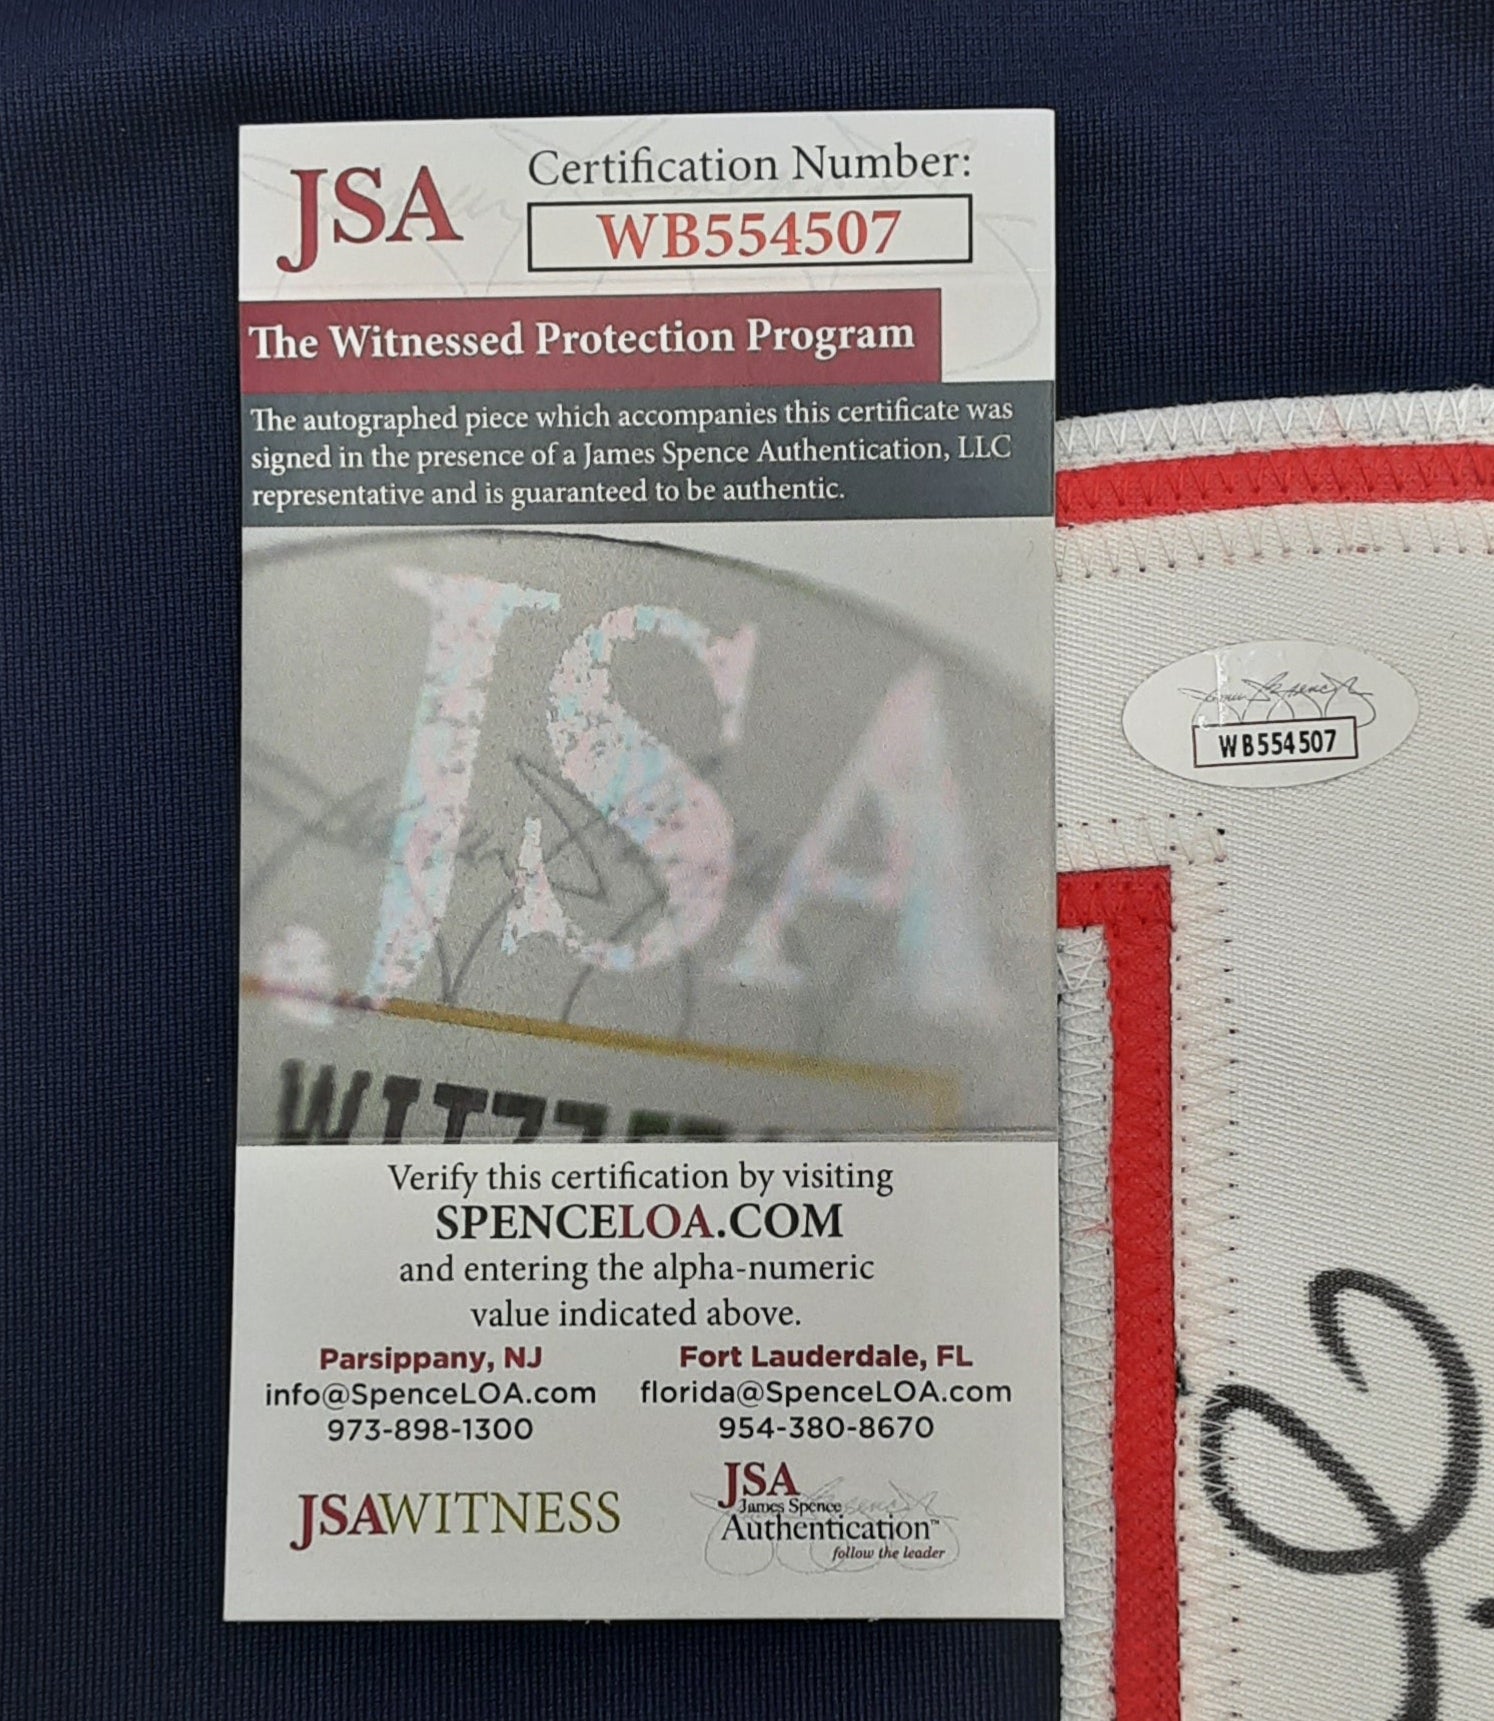 JSA
Certification Number:
WB554507
The Witnessed Protection Program
The autographed piece which accompanies this certificate was
signed in the presence of a James Spence Authentication, LLC
representative and is guaranteed to be authentic.
JSA
Verify this certification by visiting
SPENCELOA.COM
and entering the alpha-numeric
value indicated above.
Parsippany, NJ
info@SpenceLOA.com
973-898-1300
Fort Lauderdale, FL
florida@SpenceLOA.com
954-380-8670
JSAWITNESS
JSA
James Spence
Authentication™
follow the leader
WB554507